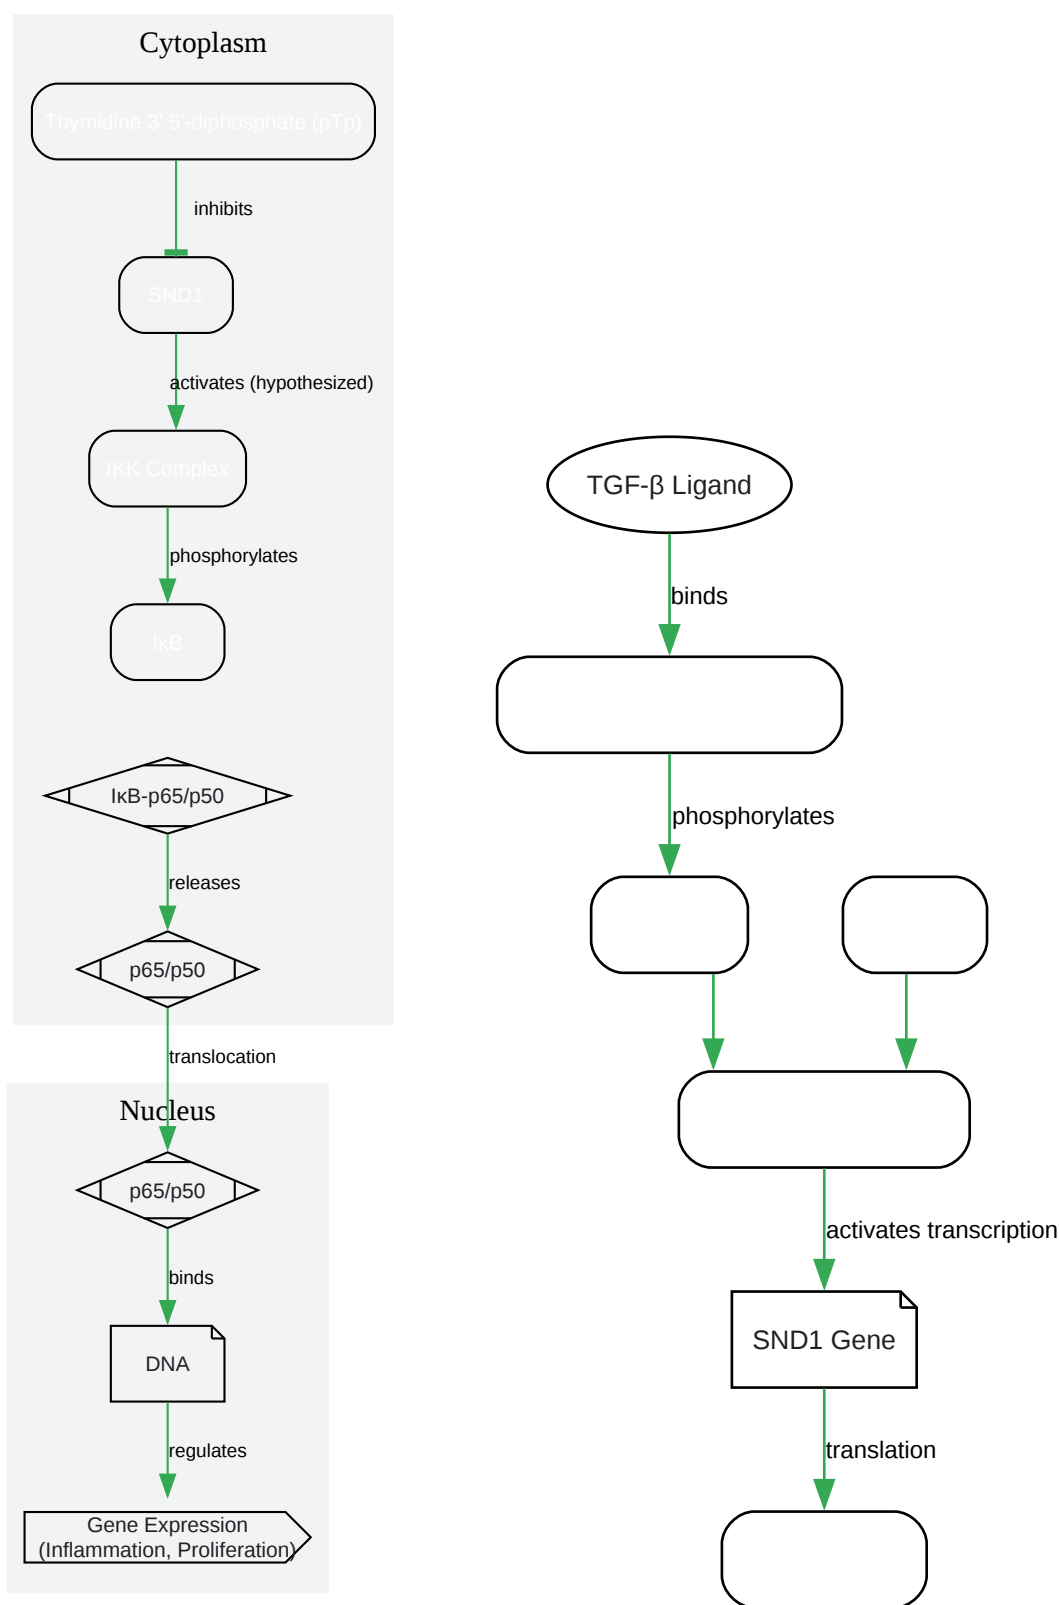 Cytoplasm
Thymidine 3',5'-diphosphate (pTp)
inhibits
SND1
activates (hypothesized)
IKK Complex
phosphorylates
IκB
IκB-p65/p50
releases
p65/p50
translocation
Nucleus
p65/p50
binds
DNA
regulates
Gene Expression
(Inflammation, Proliferation)
TGF-β Ligand
binds
phosphorylates
activates transcription
SND1 Gene
translation